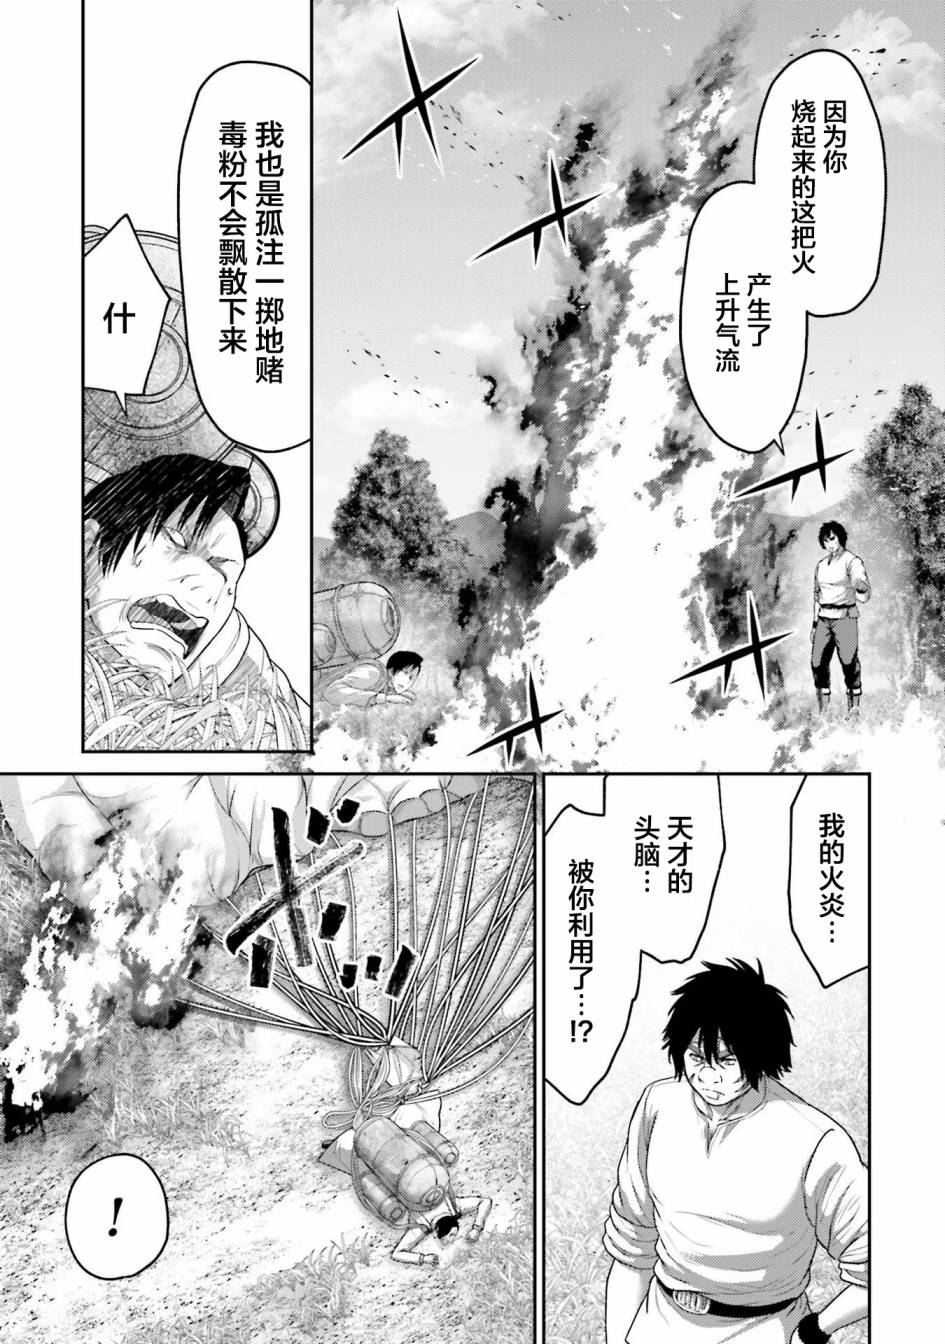 因为你
烧起来的这把火
产生了
上升气流
我也是孤注一掷地赌
毒粉不会飘散下来
什
我的火炎…
天才的
头脑…
被你利用了…!?
!